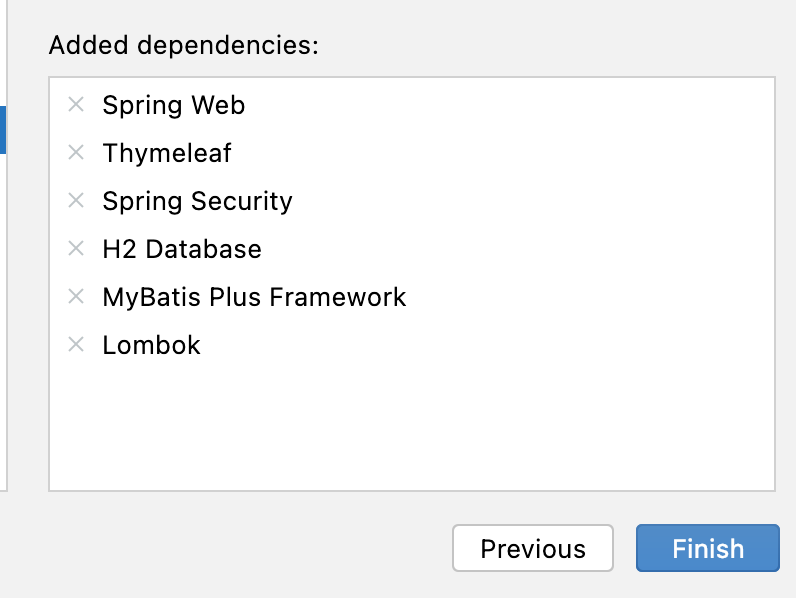 Added dependencies:
Spring Web
Thymeleaf
Spring Security
H2 Database
MyBatis Plus Framework
Lombok
Previous
Finish